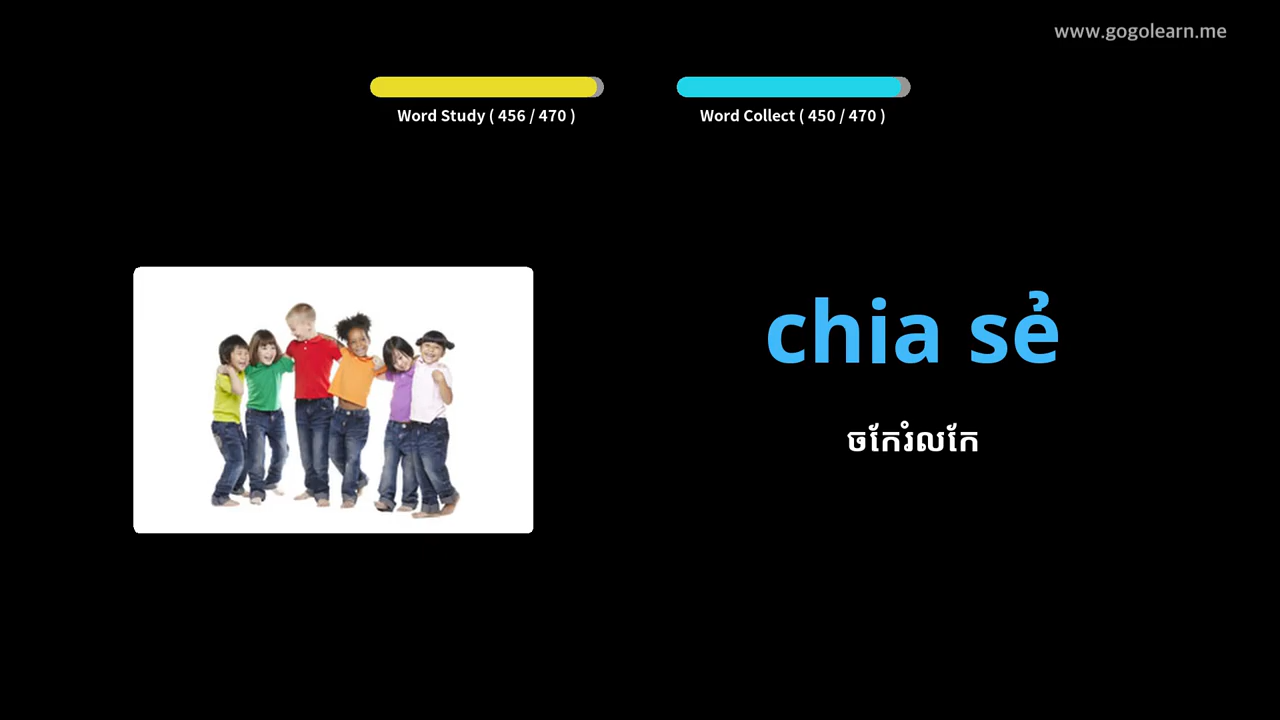 www.gogolearn.me
Word Study ( 456 / 470 )
Word Collect ( 450 / 470 )
chia sẻ
ចកែរំលកែ